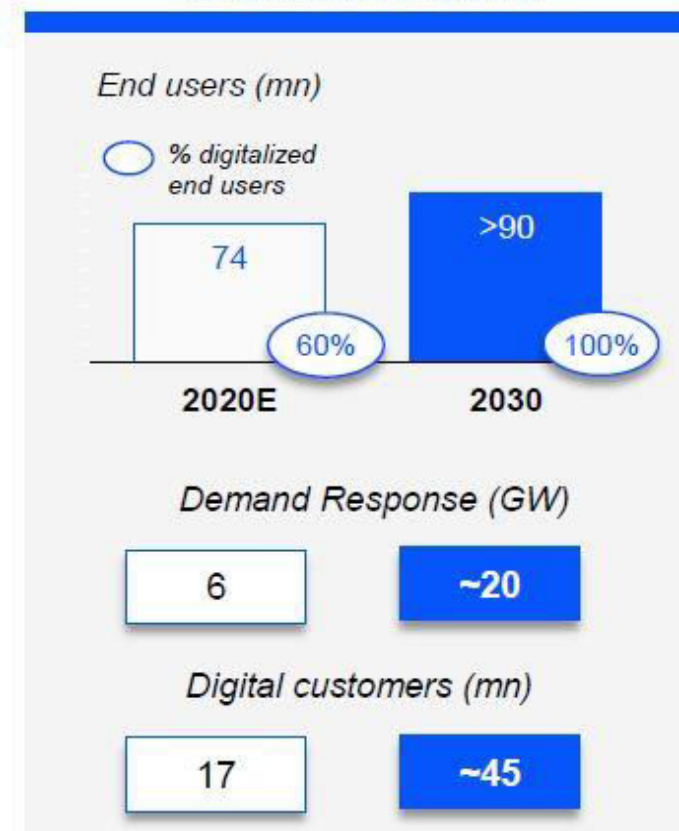 End users (mn)
% digitalized
end users
74
>90
60%
100%
2020E
2030
Demand Response (GW)
6
~20
Digital customers (mn)
17
~45